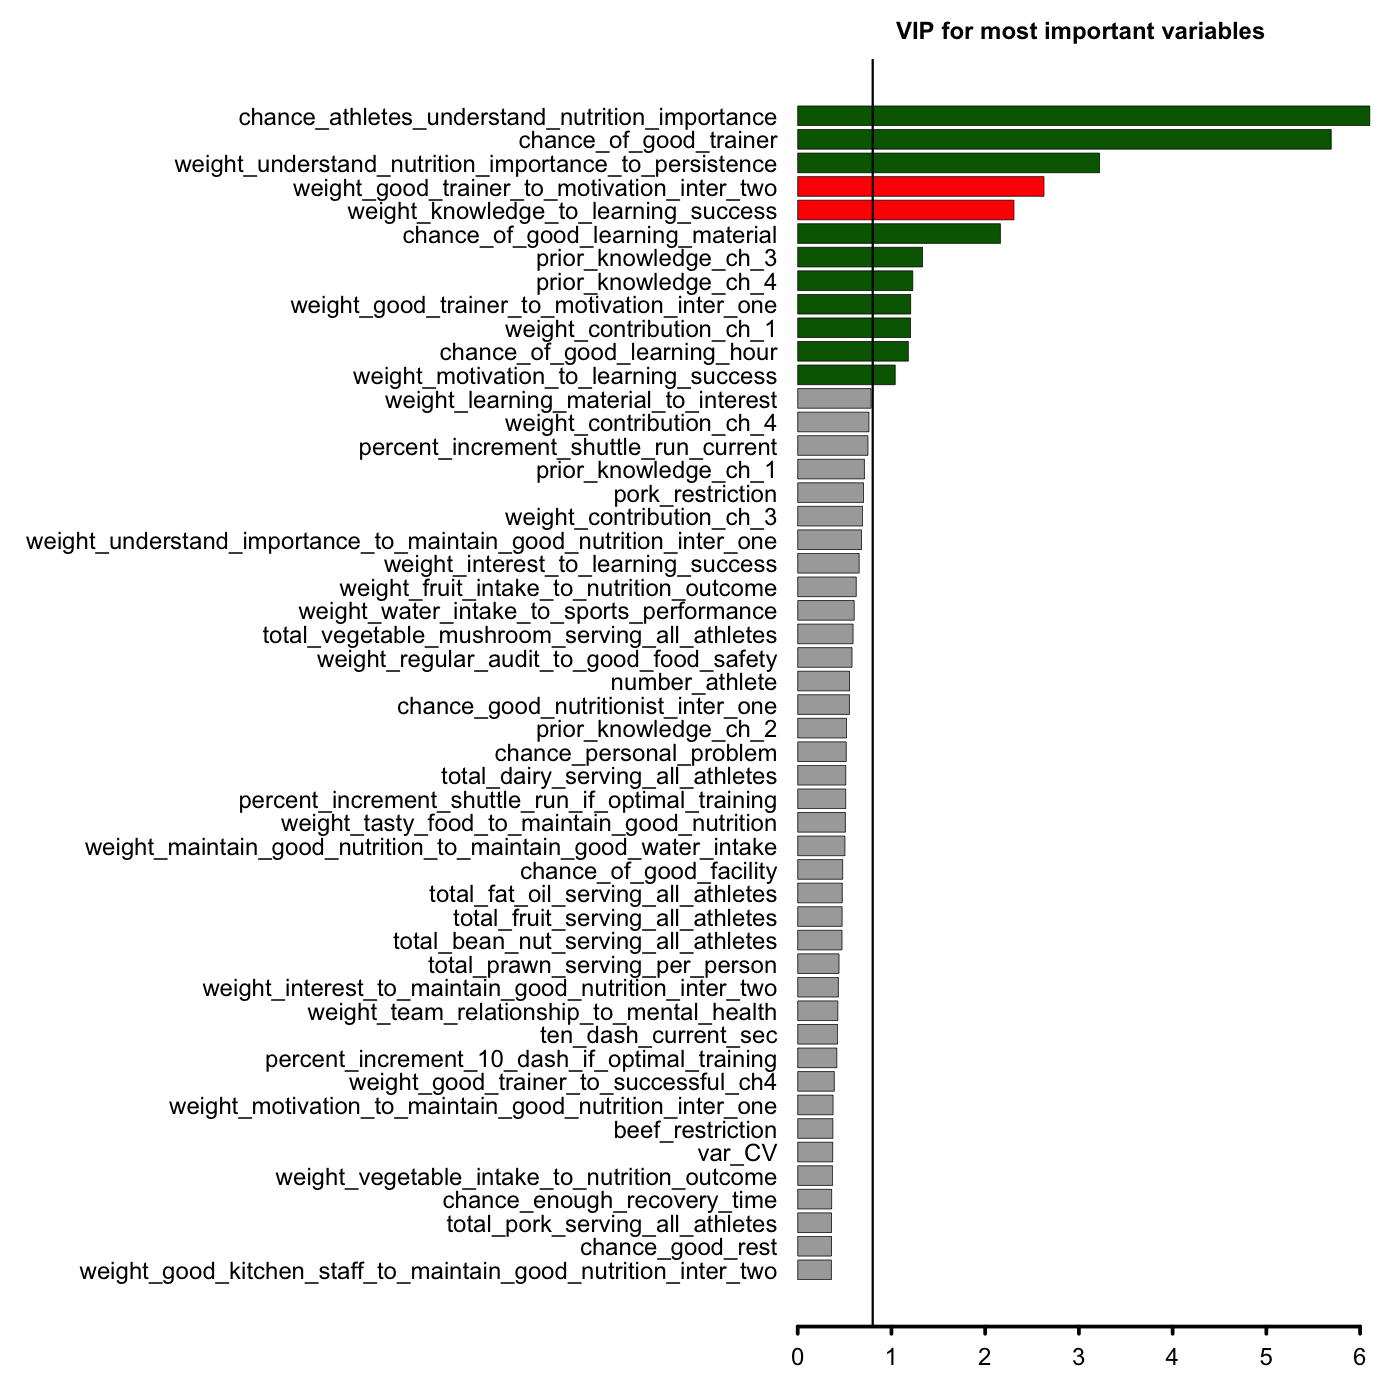 VIP for most important variables
chance_athletes_understand_nutrition_importance
chance_of_good_trainer
weight_understand_nutrition_importance_to_persistence
weight_good_trainer_to_motivation_inter_two
weight_knowledge_to_learning_success
chance_of_good_learning_material
prior_knowledge_ch_3
prior_knowledge_ch_4
weight_good_trainer_to_motivation_inter_one
weight_contribution_ch_1
chance_of_good_learning_hour
weight_motivation_to_learning_success
weight_learning_material_to_interest
weight_contribution_ch_4
percent_increment_shuttle_run_current
prior_knowledge_ch_1
pork_restriction
weight_contribution_ch_3
weight_understand_importance_to_maintain_good_nutrition_inter_one
weight_interest_to_learning_success
weight_fruit_intake_to_nutrition_outcome
weight_water_intake_to_sports_performance
total_vegetable_mushroom_serving_all_athletes
weight_regular_audit_to_good_food_safety
number_athlete
chance_good_nutritionist_inter_one
prior_knowledge_ch_2
chance_personal_problem
total_dairy_serving_all_athletes
percent_increment_shuttle_run_if_optimal_training
weight_tasty_food_to_maintain_good_nutrition
weight_maintain_good_nutrition_to_maintain_good_water_intake
chance_of_good_facility
total_fat_oil_serving_all_athletes
total_fruit_serving_all_athletes
total_bean_nut_serving_all_athletes
total_prawn_serving_per_person
weight_interest_to_maintain_good_nutrition_inter_two
weight_team_relationship_to_mental_health
ten_dash_current_sec
percent_increment_10_dash_if_optimal_training
weight_good_trainer_to_successful_ch4
weight_motivation_to_maintain_good_nutrition_inter_one
beef_restriction
var_CV
weight_vegetable_intake_to_nutrition_outcome
chance_enough_recovery_time
total_pork_serving_all_athletes
chance_good_rest
weight_good_kitchen_staff_to_maintain_good_nutrition_inter_two
0 1 2 3 4 5 6